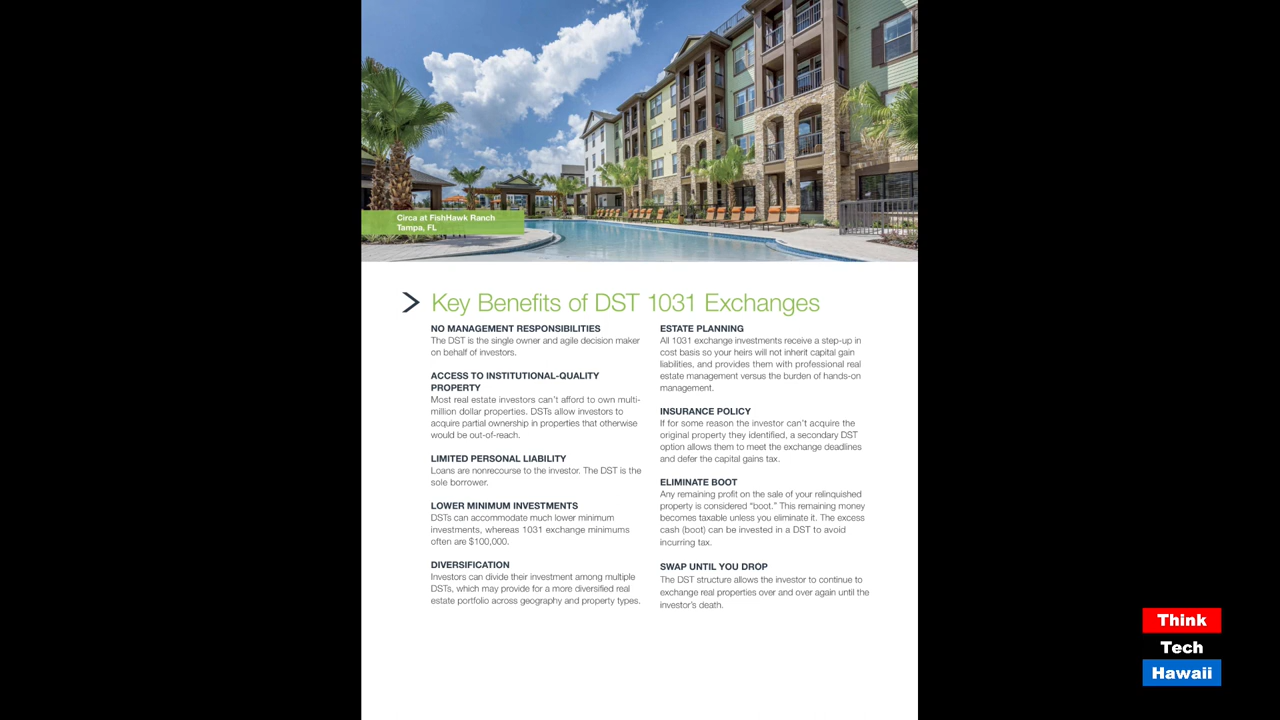 Circa at FishHawk Ranch
Tampa, FL
Key Benefits of DST 1031 Exchanges
NO MANAGEMENT RESPONSIBILITIES
The DST is the single owner and agile decision maker
on behalf of investors.
ACCESS TO INSTITUTIONAL-QUALITY
PROPERTY
Most real estate investors can't afford to own multi-
million dollar properties. DSTs allow investors to
acquire partial ownership in properties that otherwise
would be out-of-reach.
LIMITED PERSONAL LIABILITY
Loans are nonrecourse to the investor. The DST is the
sole borrower.
LOWER MINIMUM INVESTMENTS
DSTs can accommodate much lower minimum
investments, whereas 1031 exchange minimums
often are $100,000.
DIVERSIFICATION
Investors can divide their investment among multiple
DSTs, which may provide for a more diversified real
estate portfolio across geography and property types.
ESTATE PLANNING
All 1031 exchange investments receive a step-up in
cost basis so your heirs will not inherit capital gain
liabilities, and provides them with professional real
estate management versus the burden of hands-on
management.
INSURANCE POLICY
If for some reason the investor can't acquire the
original property they identified, a secondary DST
option allows them to meet the exchange deadlines
and defer the capital gains tax.
ELIMINATE BOOT
Any remaining profit on the sale of your relinquished
property is considered “boot.” This remaining money
becomes taxable unless you eliminate it. The excess
cash (boot) can be invested in a DST to avoid
incurring tax.
SWAP UNTIL YOU DROP
The DST structure allows the investor to continue to
exchange real properties over and over again until the
investor's death.
Think
Tech
Hawaii